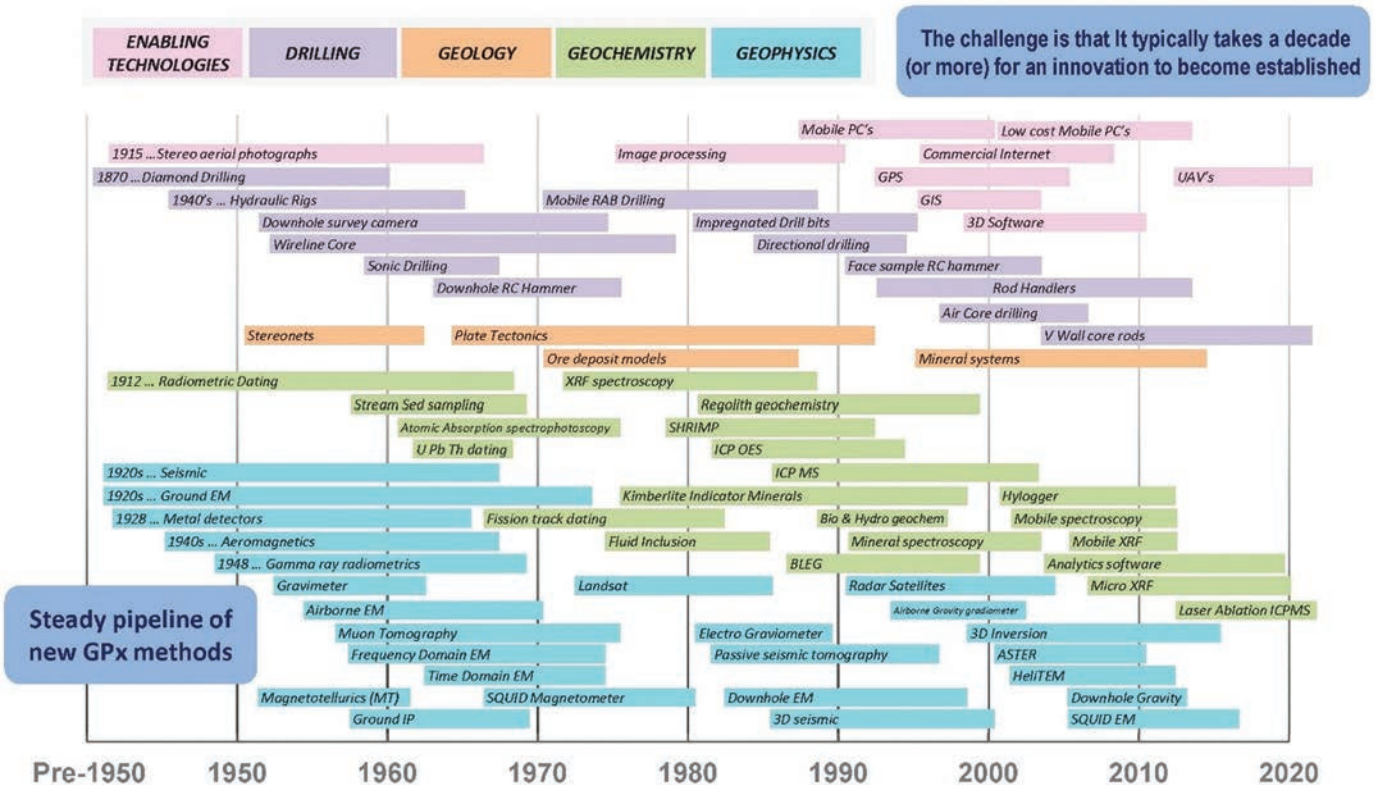 ENABLING
TECHNOLOGIES
DRILLING
GEOLOGY
GEOCHEMISTRY
GEOPHYSICS
The challenge is that It typically takes a decade
(or more) for an innovation to become established
Mobile PC's
Low cost Mobile PC's
1915 ...Stereo aerial photographs
Image processing
Commercial Internet
1870 ...Diamond Drilling
GPS
UAV's
1940's ... Hydraulic Rigs
Mobile RAB Drilling
GIS
Downhole survey camera
Impregnated Drill bits
3D Software
Wireline Core
Directional drilling
Sonic Drilling
Face sample RC hammer
Downhole RC Hammer
Rod Handlers
Air Core drilling
Stereonets
Plate Tectonics
V Wall core rods
Ore deposit models
Mineral systems
1912 ... Radiometric Dating
XRF spectroscopy
Stream Sed sampling
Regolith geochemistry
Atomic Absorption spectrophotoscopy
SHRIMP
U Pb Th dating
ICP OES
1920s ... Seismic
ICP MS
1920s ... Ground EM
Kimberlite Indicator Minerals
Hylogger
1928 ... Metal detectors
Fission track dating
Bio & Hydro geochem
Mobile spectroscopy
1940s ... Aeromagnetics
Fluid Inclusion
Mineral spectroscopy
Mobile XRF
1948 ... Gamma ray radiometrics
BLEG
Analytics software
Gravimeter
Landsat
Radar Satellites
Micro XRF
Airborne EM
Airborne Gravity gradiometer
Laser Ablation ICPMS
Steady pipeline of
new GPx methods
Muon Tomography
Electro Graviometer
3D Inversion
Frequency Domain EM
Passive seismic tomography
ASTER
Time Domain EM
HeliTEM
Magnetotellurics (MT)
SQUID Magnetometer
Downhole EM
Downhole Gravity
Ground IP
3D seismic
SQUID EM
Pre-1950
1950
1960
1970
1980
1990
2000
2010
2020